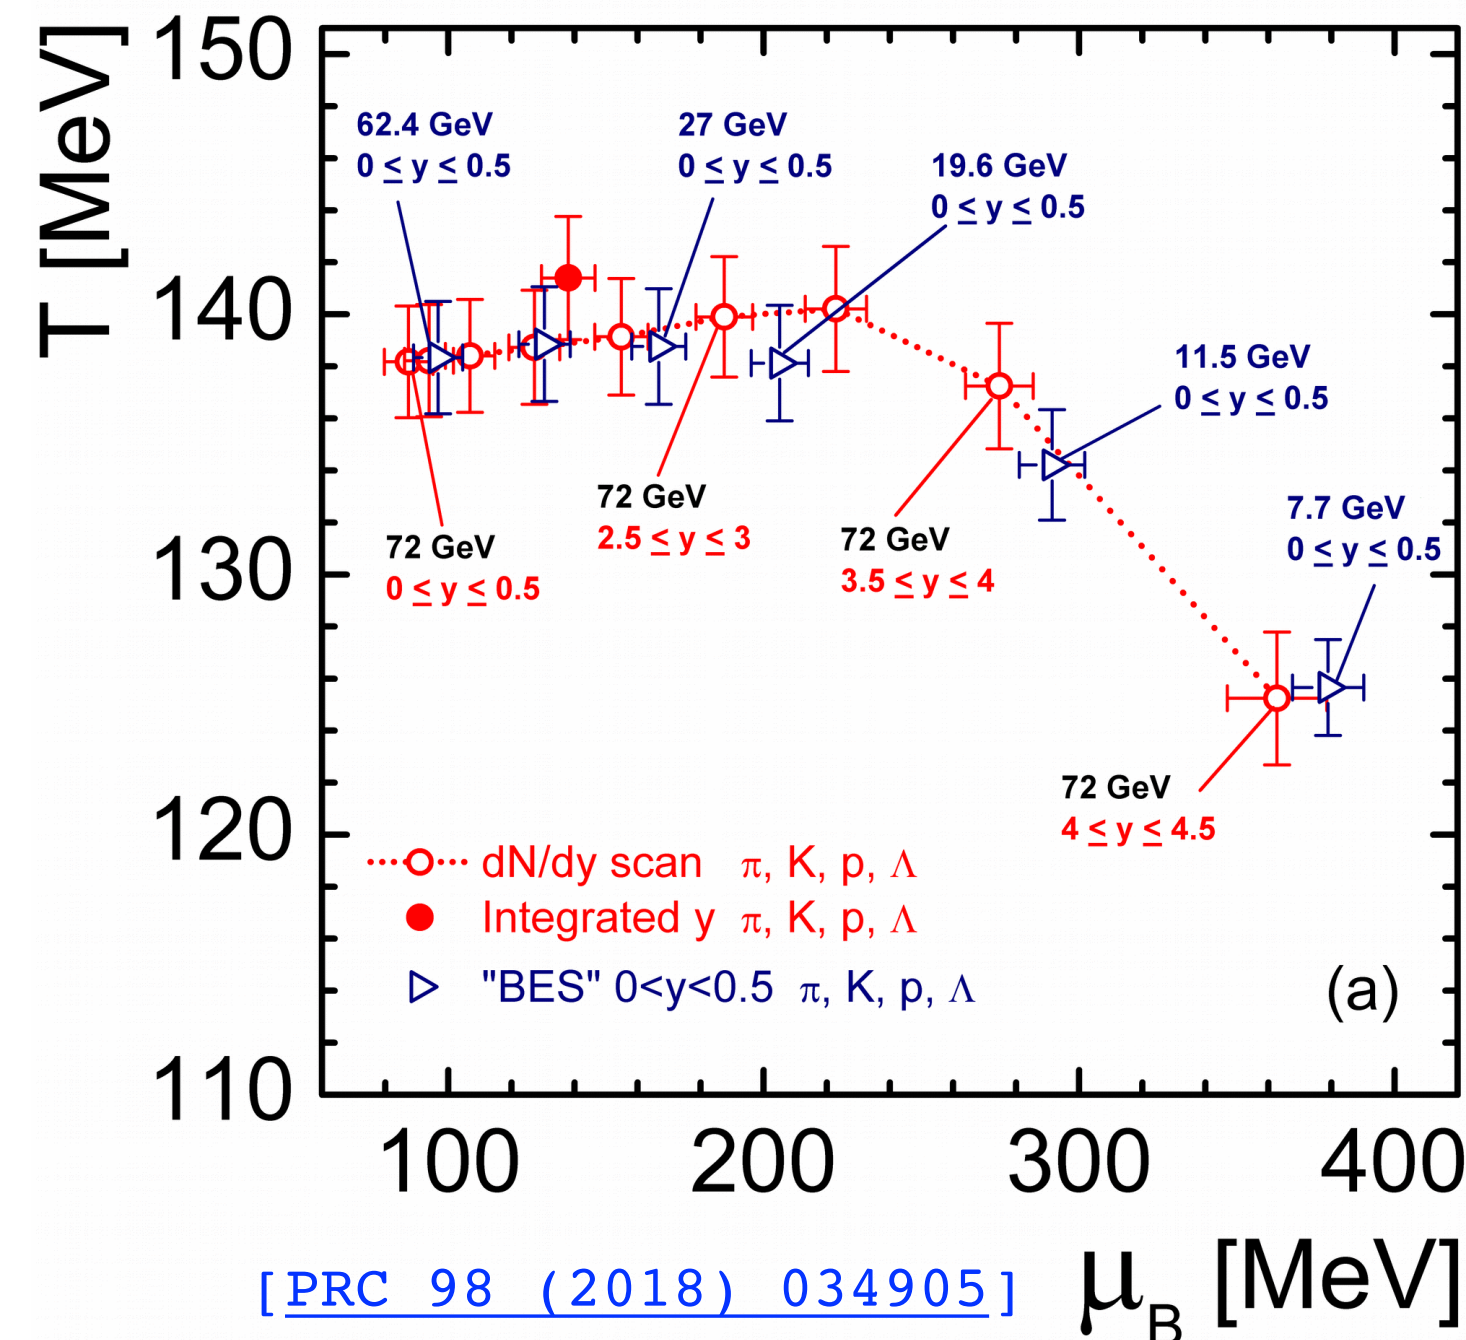 T [MeV]
150
140
130
120
110
62.4 GeV
0 ≤ y ≤ 0.5
27 GeV
0 ≤ y ≤ 0.5
19.6 GeV
0 ≤ y ≤ 0.5
11.5 GeV
0 ≤ y ≤ 0.5
7.7 GeV
0 ≤ y ≤ 0.5
72 GeV
0 ≤ y ≤ 0.5
72 GeV
2.5 ≤ y ≤ 3
72 GeV
3.5 ≤ y ≤ 4
72 GeV
4 ≤ y ≤ 4.5
dN/dy scan π, K, p, Λ
Integrated y π, K, p, Λ
"BES" 0<y<0.5 π, K, p, Λ
(a)
100 200 300 400
μB [MeV]
[PRC 98 (2018) 034905]